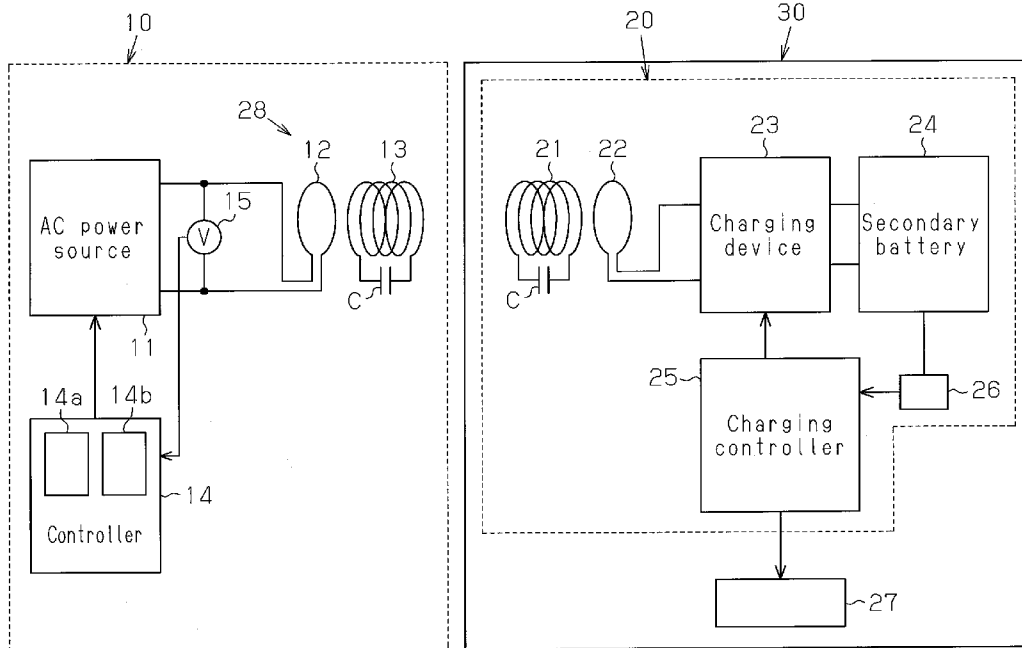 10
20
30
28
12
13
15
AC power
source
V
C
11
14a
14b
14
Controller
21
22
23
24
Charging
device
Secondary
battery
C
25
26
Charging
controller
27